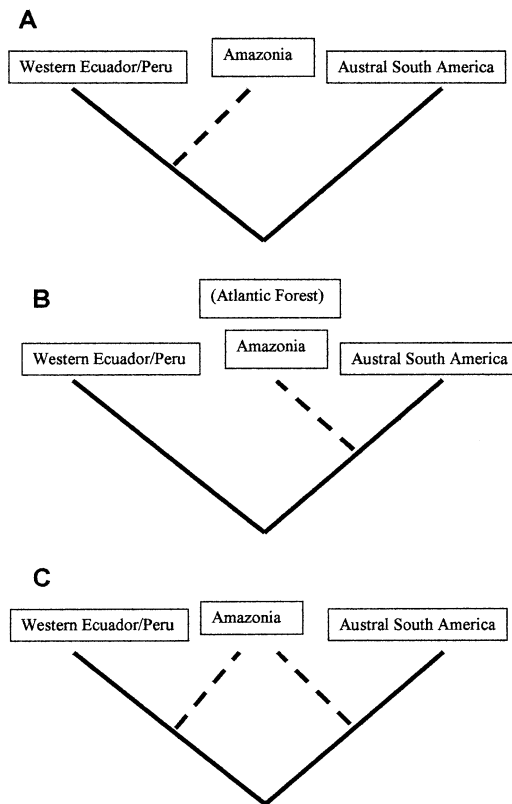 A
Western Ecuador/Peru
Amazonia
Austral South America
B
(Atlantic Forest)
Western Ecuador/Peru
Amazonia
Austral South America
C
Western Ecuador/Peru
Amazonia
Austral South America